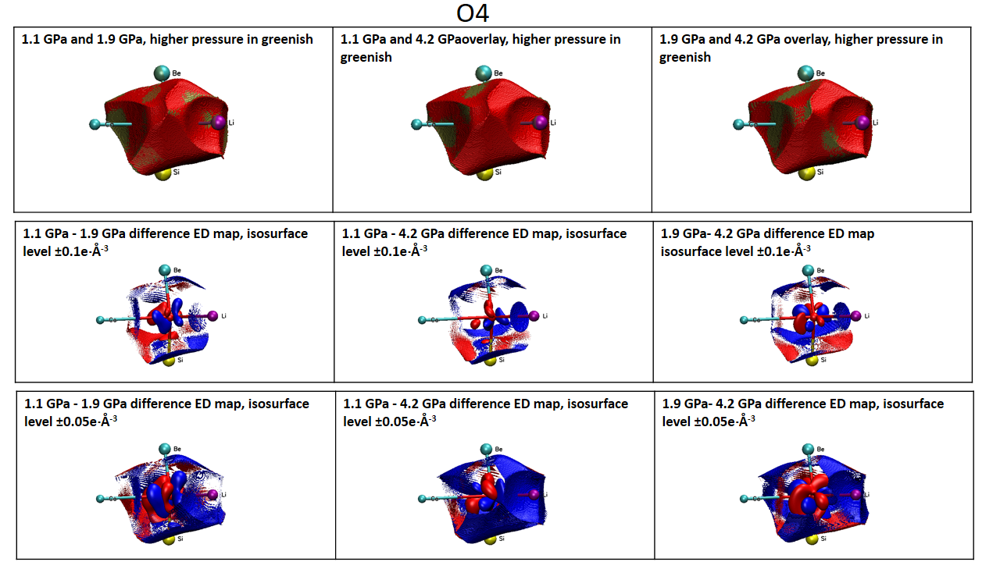 O4
1.1 GPa and 1.9 GPa, higher pressure in greenish
Be
Li
Si
1.1 GPa and 4.2 GPaoverlay, higher pressure in
greenish
Be
Li
Si
1.9 GPa and 4.2 GPa overlay, higher pressure in
greenish
Be
Li
Si
1.1 GPa - 1.9 GPa difference ED map, isosurface
level ±0.1e·Å⁻³
Be
Cs
Li
Si
1.1 GPa - 4.2 GPa difference ED map, isosurface
level ±0.1e·Å⁻³
Be
Cs
Li
Si
1.9 GPa- 4.2 GPa difference ED map
isosurface level ±0.1e·Å⁻³
Be
Cs
Li
Si
1.1 GPa - 1.9 GPa difference ED map, isosurface
level ±0.05e·Å⁻³
Be
Cs
Li
Si
1.1 GPa - 4.2 GPa difference ED map, isosurface
level ±0.05e·Å⁻³
Be
Cs
Li
Si
1.9 GPa- 4.2 GPa difference ED map, isosurface
level ±0.05e·Å⁻³
Be
Cs
Li
Si